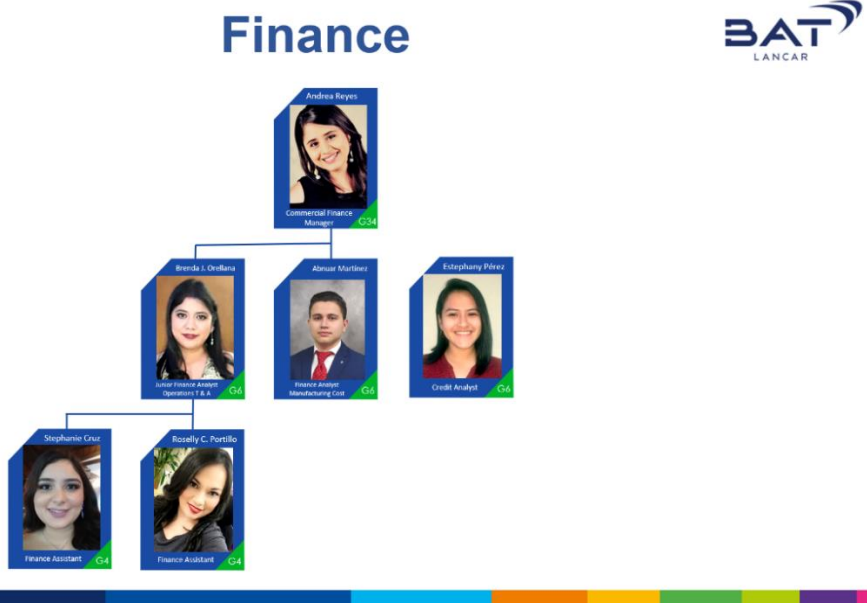 Finance
BAT
LANCAR
Andrea Reyes
Commercial Finance
Manager
G34
Brenda J. Orellana
Junior Finance Analyst
Operations T & A
G6
Abnuar Martínez
Finance Analyst
Manufacturing Cost
G6
Estephany Pérez
Credit Analyst
G6
Stephanie Cruz
Finance Assistant
G4
Roselly C. Portillo
Finance Assistant
G4